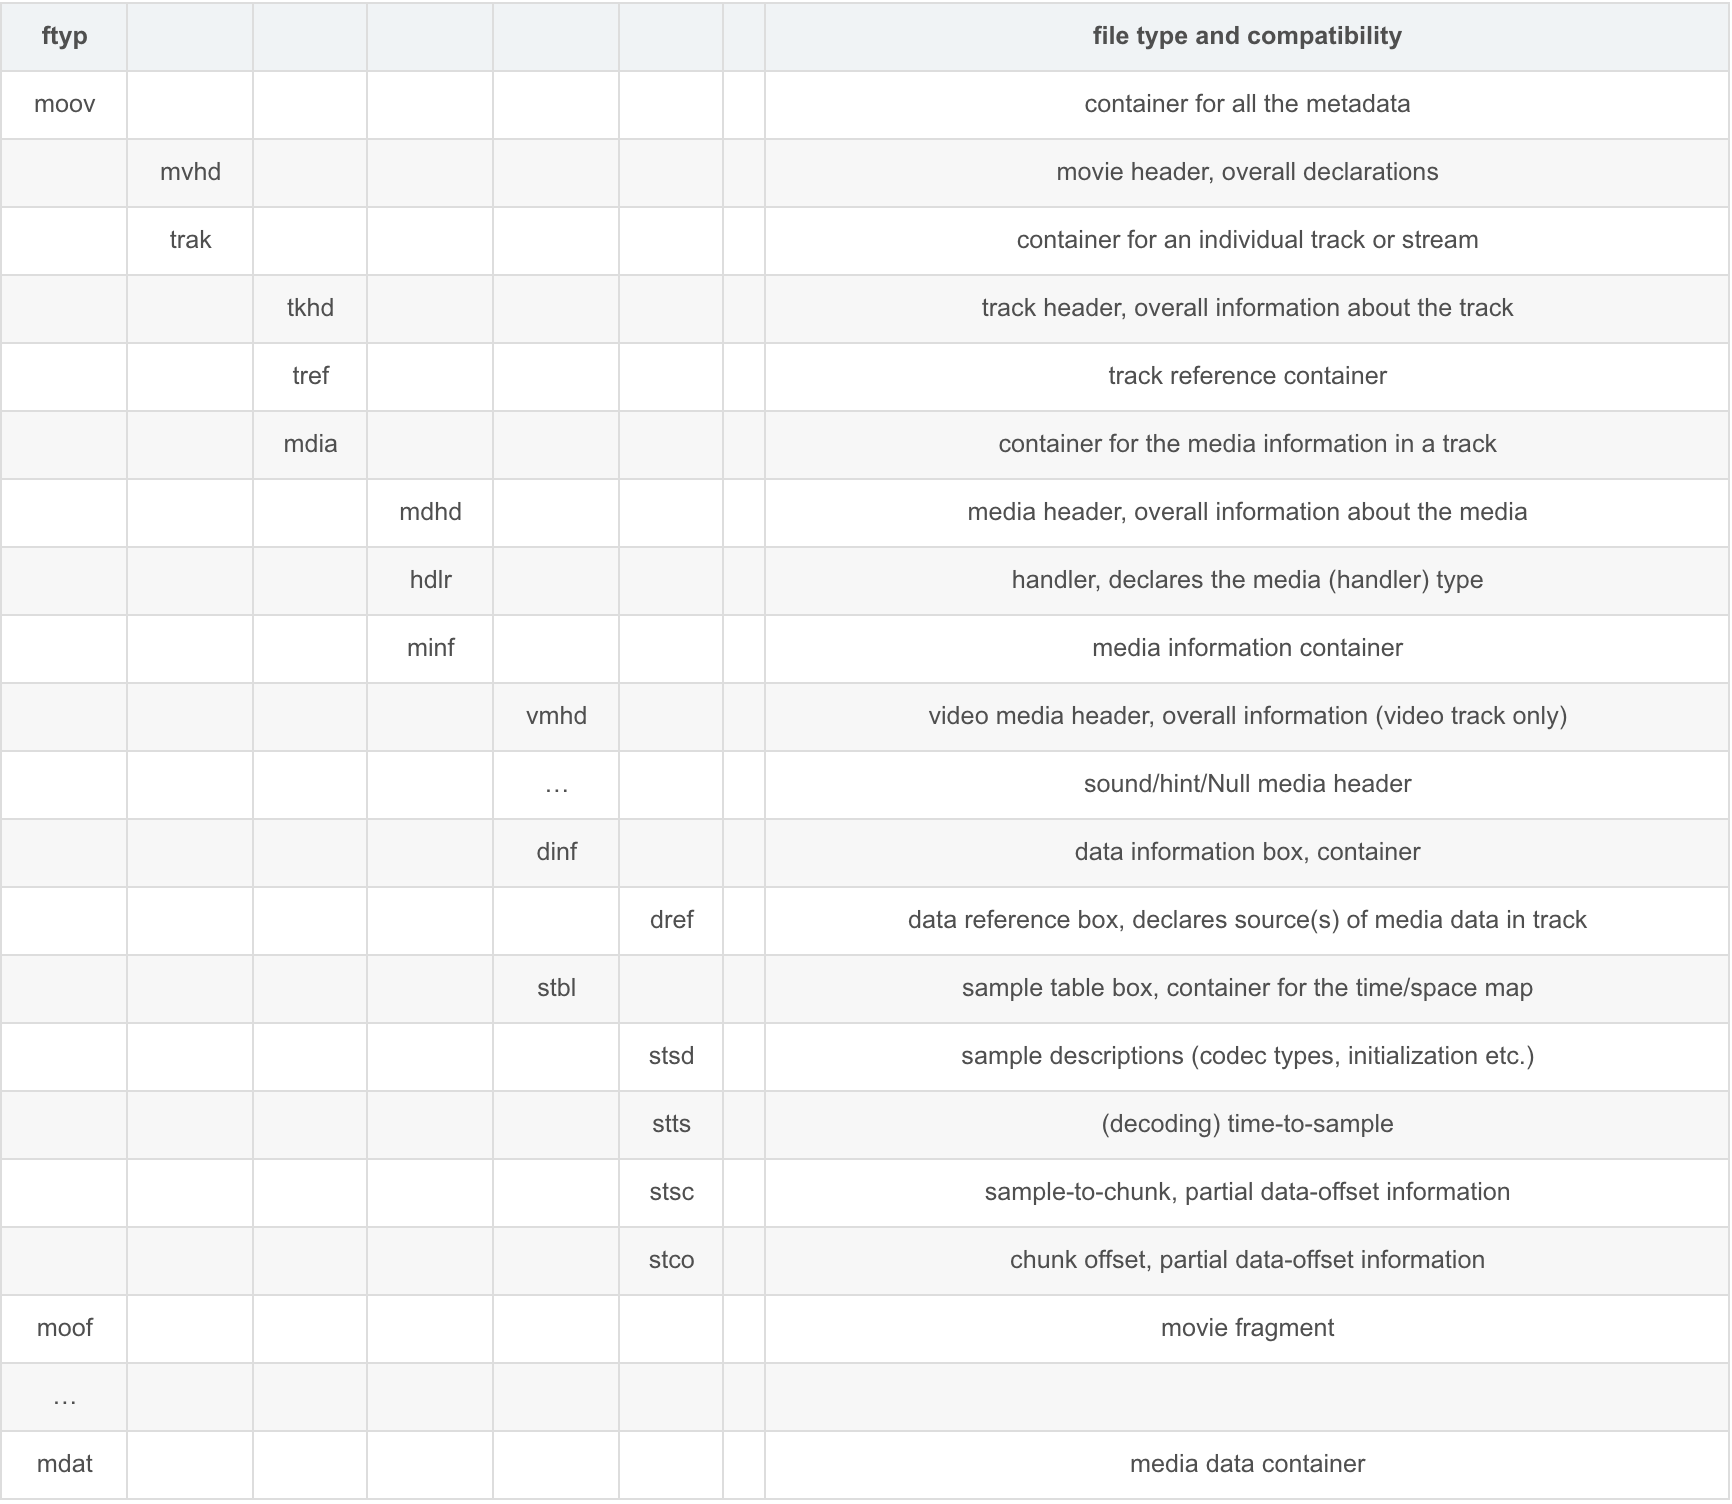 ftyp file type and compatibility
moov container for all the metadata
mvhd movie header, overall declarations
trak container for an individual track or stream
tkhd track header, overall information about the track
tref track reference container
mdia container for the media information in a track
mdhd media header, overall information about the media
hdlr handler, declares the media (handler) type
minf media information container
vmhd video media header, overall information (video track only)
… sound/hint/Null media header
dinf data information box, container
dref data reference box, declares source(s) of media data in track
stbl sample table box, container for the time/space map
stsd sample descriptions (codec types, initialization etc.)
stts (decoding) time-to-sample
stsc sample-to-chunk, partial data-offset information
stco chunk offset, partial data-offset information
moof movie fragment
…
mdat media data container